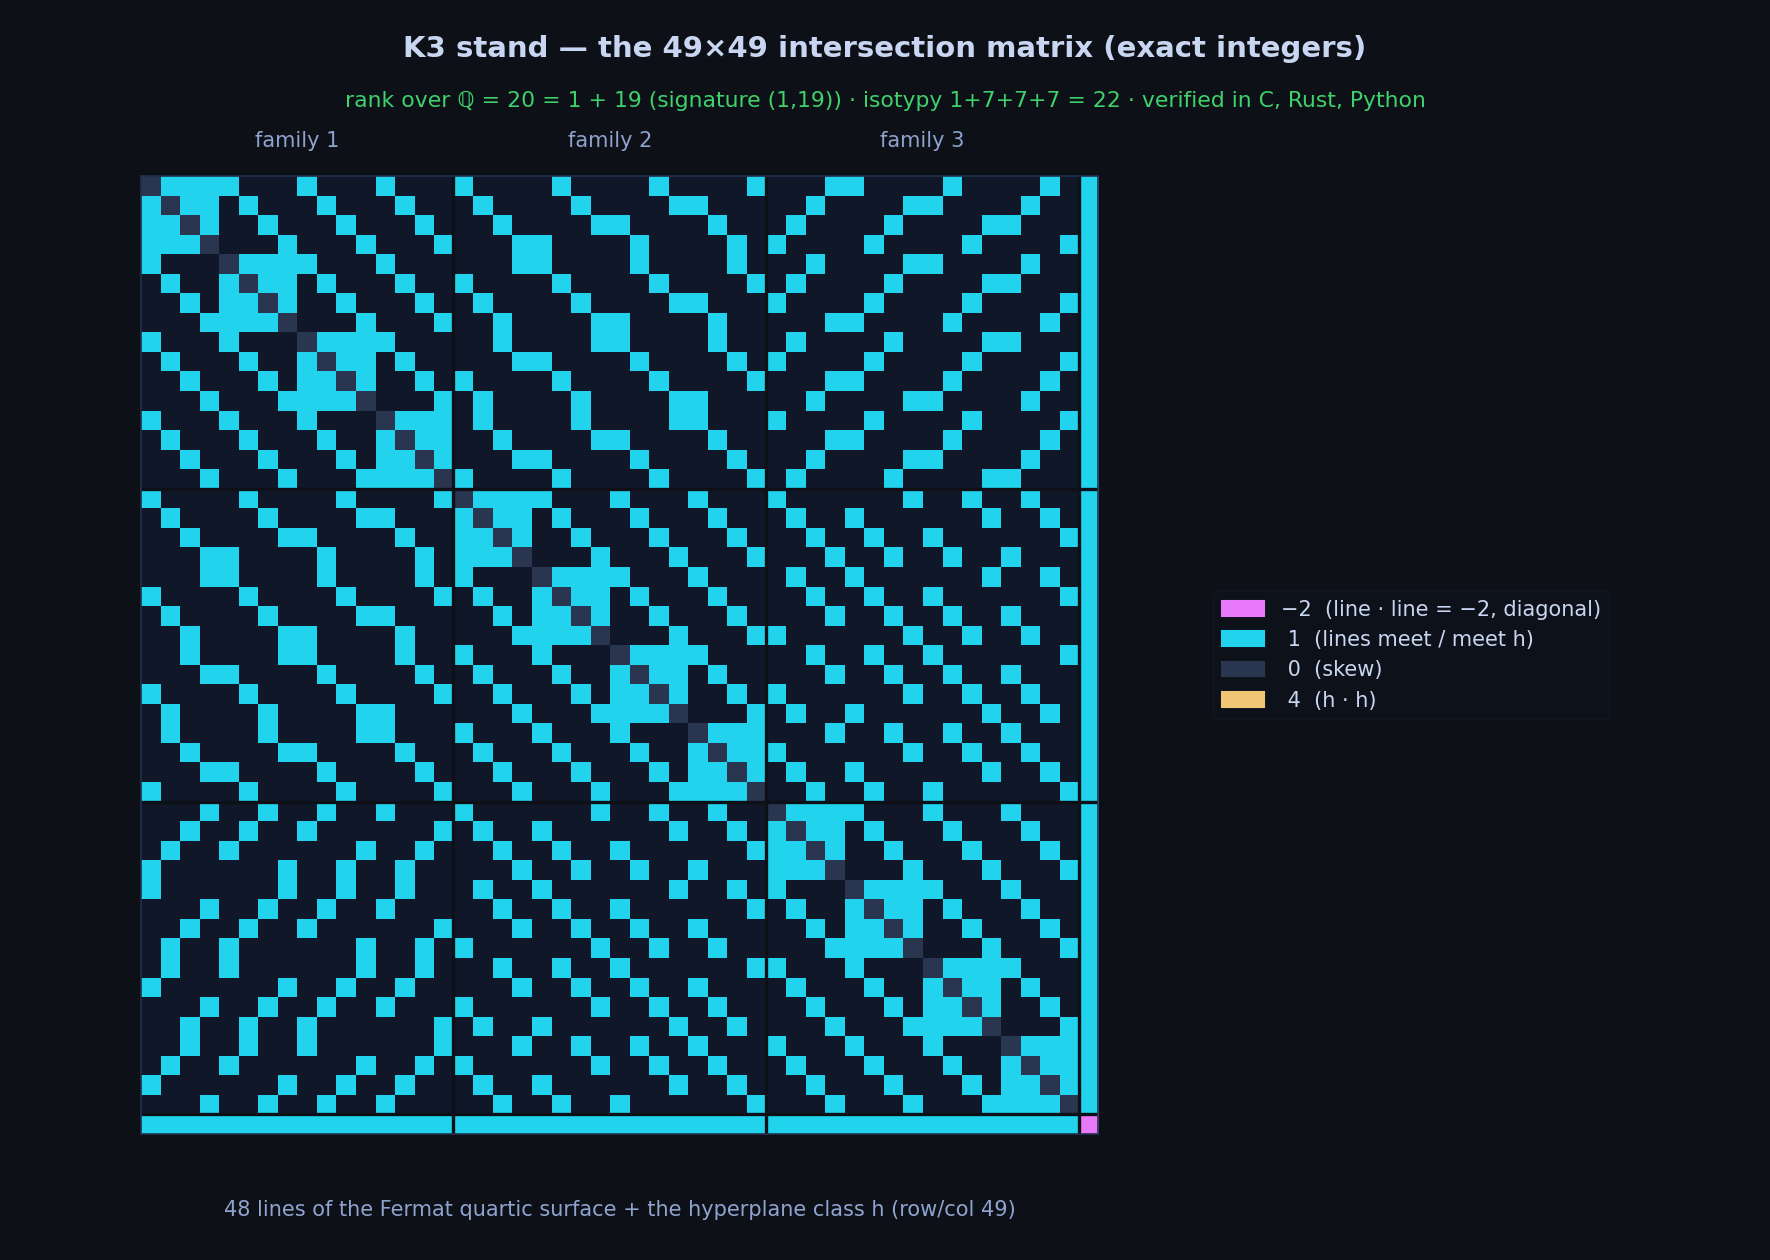 K3 stand — the 49×49 intersection matrix (exact integers)
rank over ℚ = 20 = 1 + 19 (signature (1,19)) · isotypy 1+7+7+7 = 22 · verified in C, Rust, Python
family 1 family 2 family 3
−2 (line · line = −2, diagonal)
1 (lines meet / meet h)
0 (skew)
4 (h · h)
48 lines of the Fermat quartic surface + the hyperplane class h (row/col 49)